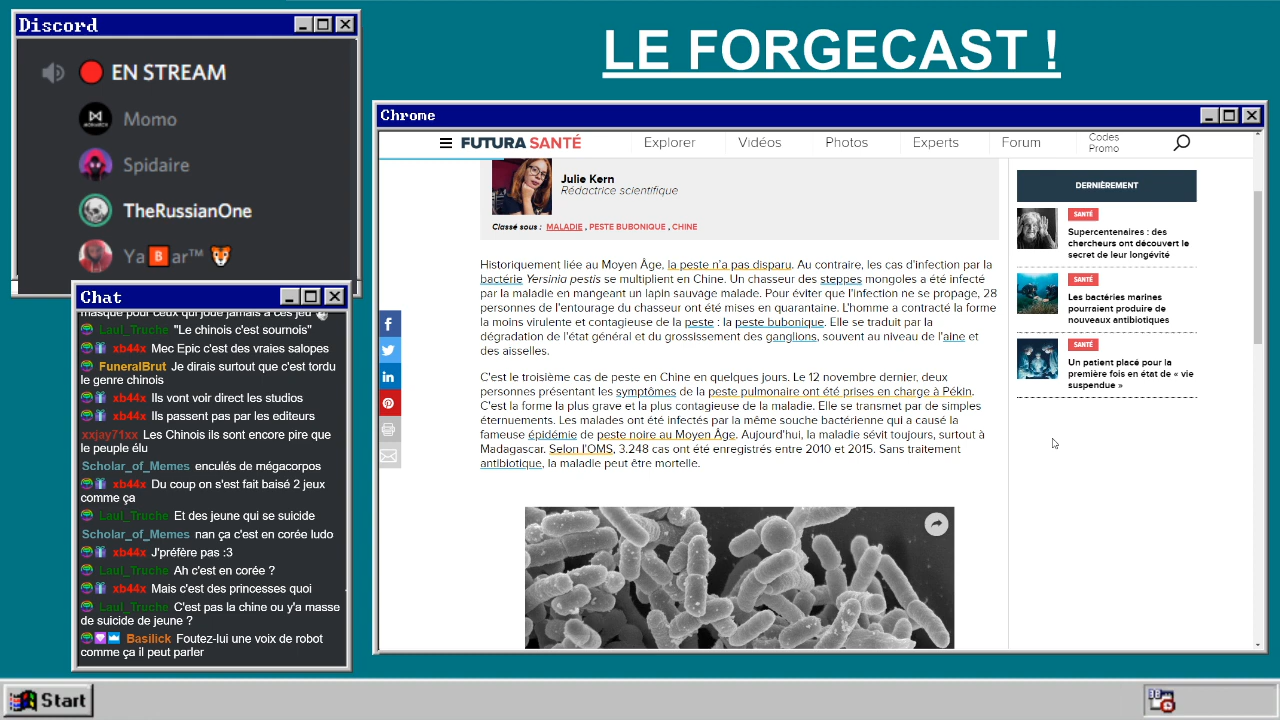 Discord
EN STREAM
Momo
Spidaire
TheRussianOne
Ya B ar™
LE FORGECAST !
Chat
masque pour ceux qui joue jamais à ces jeu
Laul_Truche "Le chinois c'est sournois"
xb44x Mec Epic c'est des vraies salopes
FuneralBrut Je dirais surtout que c'est tordu
le genre chinois
xb44x Ils vont voir direct les studios
xb44x Ils passent pas par les editeurs
xxjay71xx Les Chinois ils sont encore pire que
le peuple élu
Scholar_of_Memes enculés de mégacorpos
xb44x Du coup on s'est fait baisé 2 jeux
comme ça
Laul_Truche Et des jeune qui se suicide
Scholar_of_Memes nan ça c'est en corée ludo
xb44x J'préfère pas :3
Laul_Truche Ah c'est en corée ?
xb44x Mais c'est des princesses quoi
Laul_Truche C'est pas la chine ou y'a masse
de suicide de jeune ?
Basilick Foutez-lui une voix de robot
comme ça il peut parler
Chrome
FUTURA SANTÉ
Explorer
Vidéos
Photos
Experts
Forum
Codes
Promo
Julie Kern
Rédactrice scientifique
Classé sous : MALADIE , PESTE BUBONIQUE , CHINE
Historiquement liée au Moyen Âge, la peste n'a pas disparu. Au contraire, les cas d'infection par la
bactérie Yersinia pestis se multiplient en Chine. Un chasseur des steppes mongoles a été infecté
par la maladie en mangeant un lapin sauvage malade. Pour éviter que l'infection ne se propage, 28
personnes de l'entourage du chasseur ont été mises en quarantaine. L'homme a contracté la forme
la moins virulente et contagieuse de la peste : la peste bubonique. Elle se traduit par la
dégradation de l'état général et du grossissement des ganglions, souvent au niveau de l'aine et
des aisselles.
C'est le troisième cas de peste en Chine en quelques jours. Le 12 novembre dernier, deux
personnes présentant les symptômes de la peste pulmonaire ont été prises en charge à Pékin.
C'est la forme la plus grave et la plus contagieuse de la maladie. Elle se transmet par de simples
éternuements. Les malades ont été infectés par la même souche bactérienne qui a causé la
fameuse épidémie de peste noire au Moyen Âge. Aujourd'hui, la maladie sévit toujours, surtout à
Madagascar. Selon l'OMS, 3.248 cas ont été enregistrés entre 2010 et 2015. Sans traitement
antibiotique, la maladie peut être mortelle.
DERNIÈREMENT
SANTÉ
Supercentenaires : des
chercheurs ont découvert le
secret de leur longévité
SANTÉ
Les bactéries marines
pourraient produire de
nouveaux antibiotiques
SANTÉ
Un patient placé pour la
première fois en état de « vie
suspendue »
Start